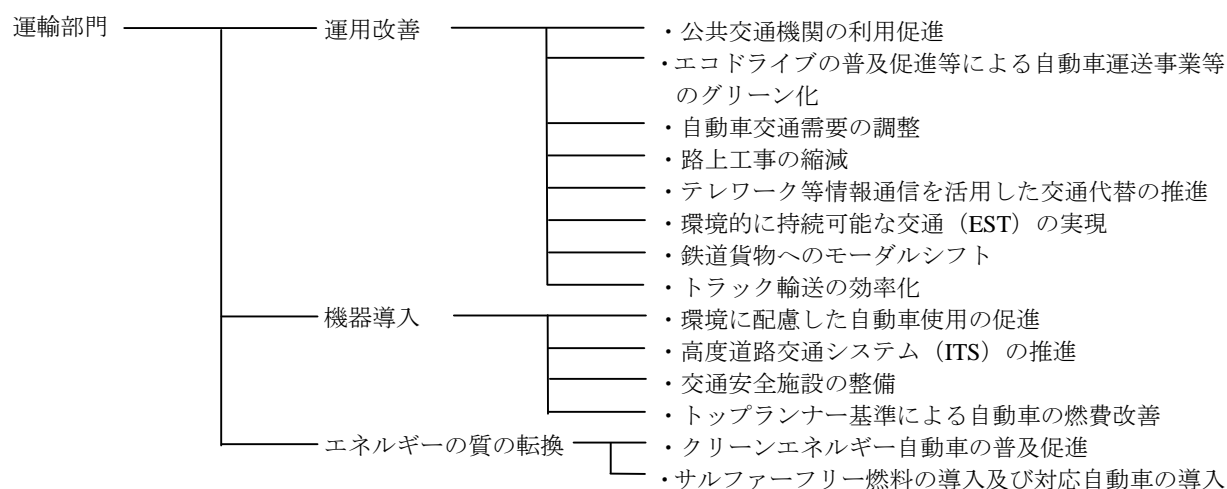 運輸部門 運用改善 ・公共交通機関の利用促進
・エコドライブの普及促進等による自動車運送事業等
のグリーン化
・自動車交通需要の調整
・路上工事の縮減
・テレワーク等情報通信を活用した交通代替の推進
・環境的に持続可能な交通（EST）の実現
・鉄道貨物へのモーダルシフト
・トラック輸送の効率化
機器導入 ・環境に配慮した自動車使用の促進
・高度道路交通システム（ITS）の推進
・交通安全施設の整備
・トップランナー基準による自動車の燃費改善
エネルギーの質の転換 ・クリーンエネルギー自動車の普及促進
・サルファーフリー燃料の導入及び対応自動車の導入